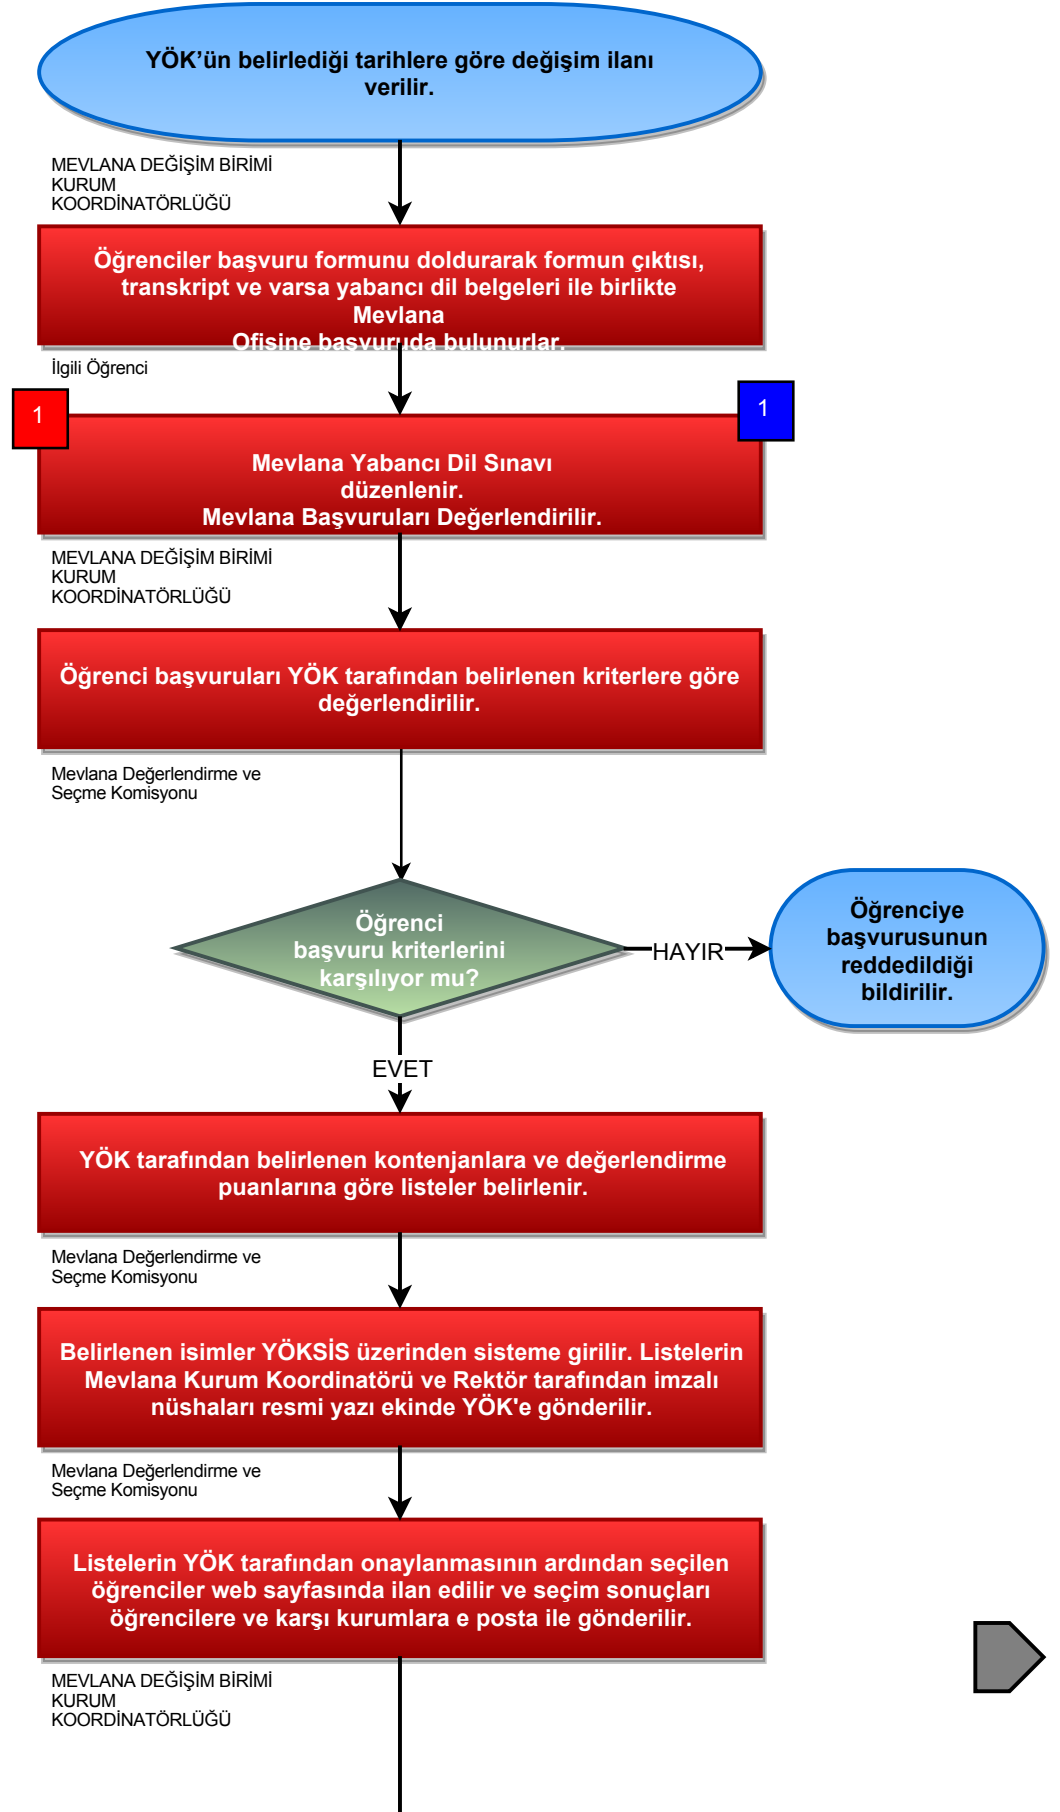 YÖK’ün belirlediği tarihlere göre değişim ilanı
verilir.
MEVLANA DEĞİŞİM BİRİMİ
KURUM
KOORDİNATÖRLÜĞÜ
Öğrenciler başvuru formunu doldurarak formun çıktısı,
transkript ve varsa yabancı dil belgeleri ile birlikte
Mevlana
Ofisine başvuruda bulunurlar.
İlgili Öğrenci
1
1
Mevlana Yabancı Dil Sınavı
düzenlenir.
Mevlana Başvuruları Değerlendirilir.
MEVLANA DEĞİŞİM BİRİMİ
KURUM
KOORDİNATÖRLÜĞÜ
Öğrenci başvuruları YÖK tarafından belirlenen kriterlere göre
değerlendirilir.
Mevlana Değerlendirme ve
Seçme Komisyonu
Öğrenci
başvuru kriterlerini
karşılıyor mu?
HAYIR
Öğrenciye
başvurusunun
reddedildiği
bildirilir.
EVET
YÖK tarafından belirlenen kontenjanlara ve değerlendirme
puanlarına göre listeler belirlenir.
Mevlana Değerlendirme ve
Seçme Komisyonu
Belirlenen isimler YÖKSİS üzerinden sisteme girilir. Listelerin
Mevlana Kurum Koordinatörü ve Rektör tarafından imzalı
nüshaları resmi yazı ekinde YÖK'e gönderilir.
Mevlana Değerlendirme ve
Seçme Komisyonu
Listelerin YÖK tarafından onaylanmasının ardından seçilen
öğrenciler web sayfasında ilan edilir ve seçim sonuçları
öğrencilere ve karşı kurumlara e posta ile gönderilir.
MEVLANA DEĞİŞİM BİRİMİ
KURUM
KOORDİNATÖRLÜĞÜ